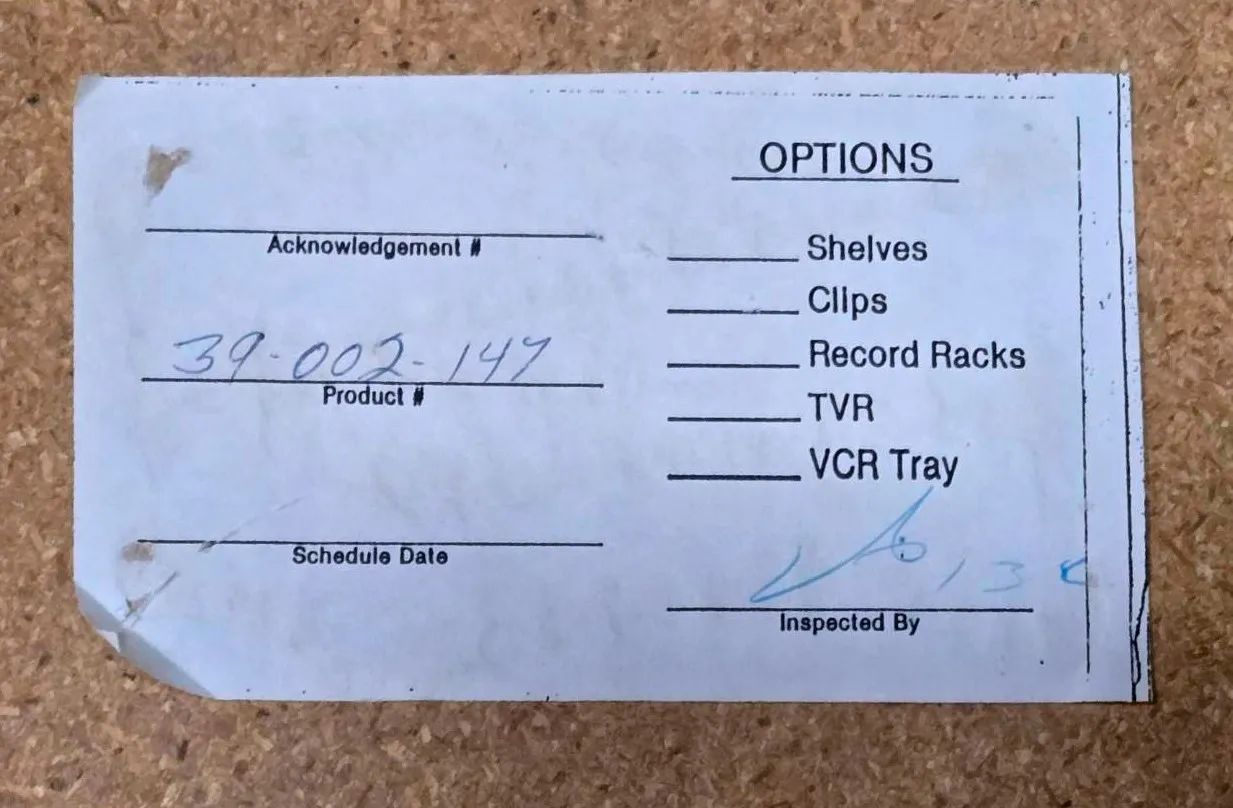 Acknowledgement #
39-002-147
Product #
Schedule Date
OPTIONS
Shelves
Clips
Record Racks
TVR
VCR Tray
Inspected By